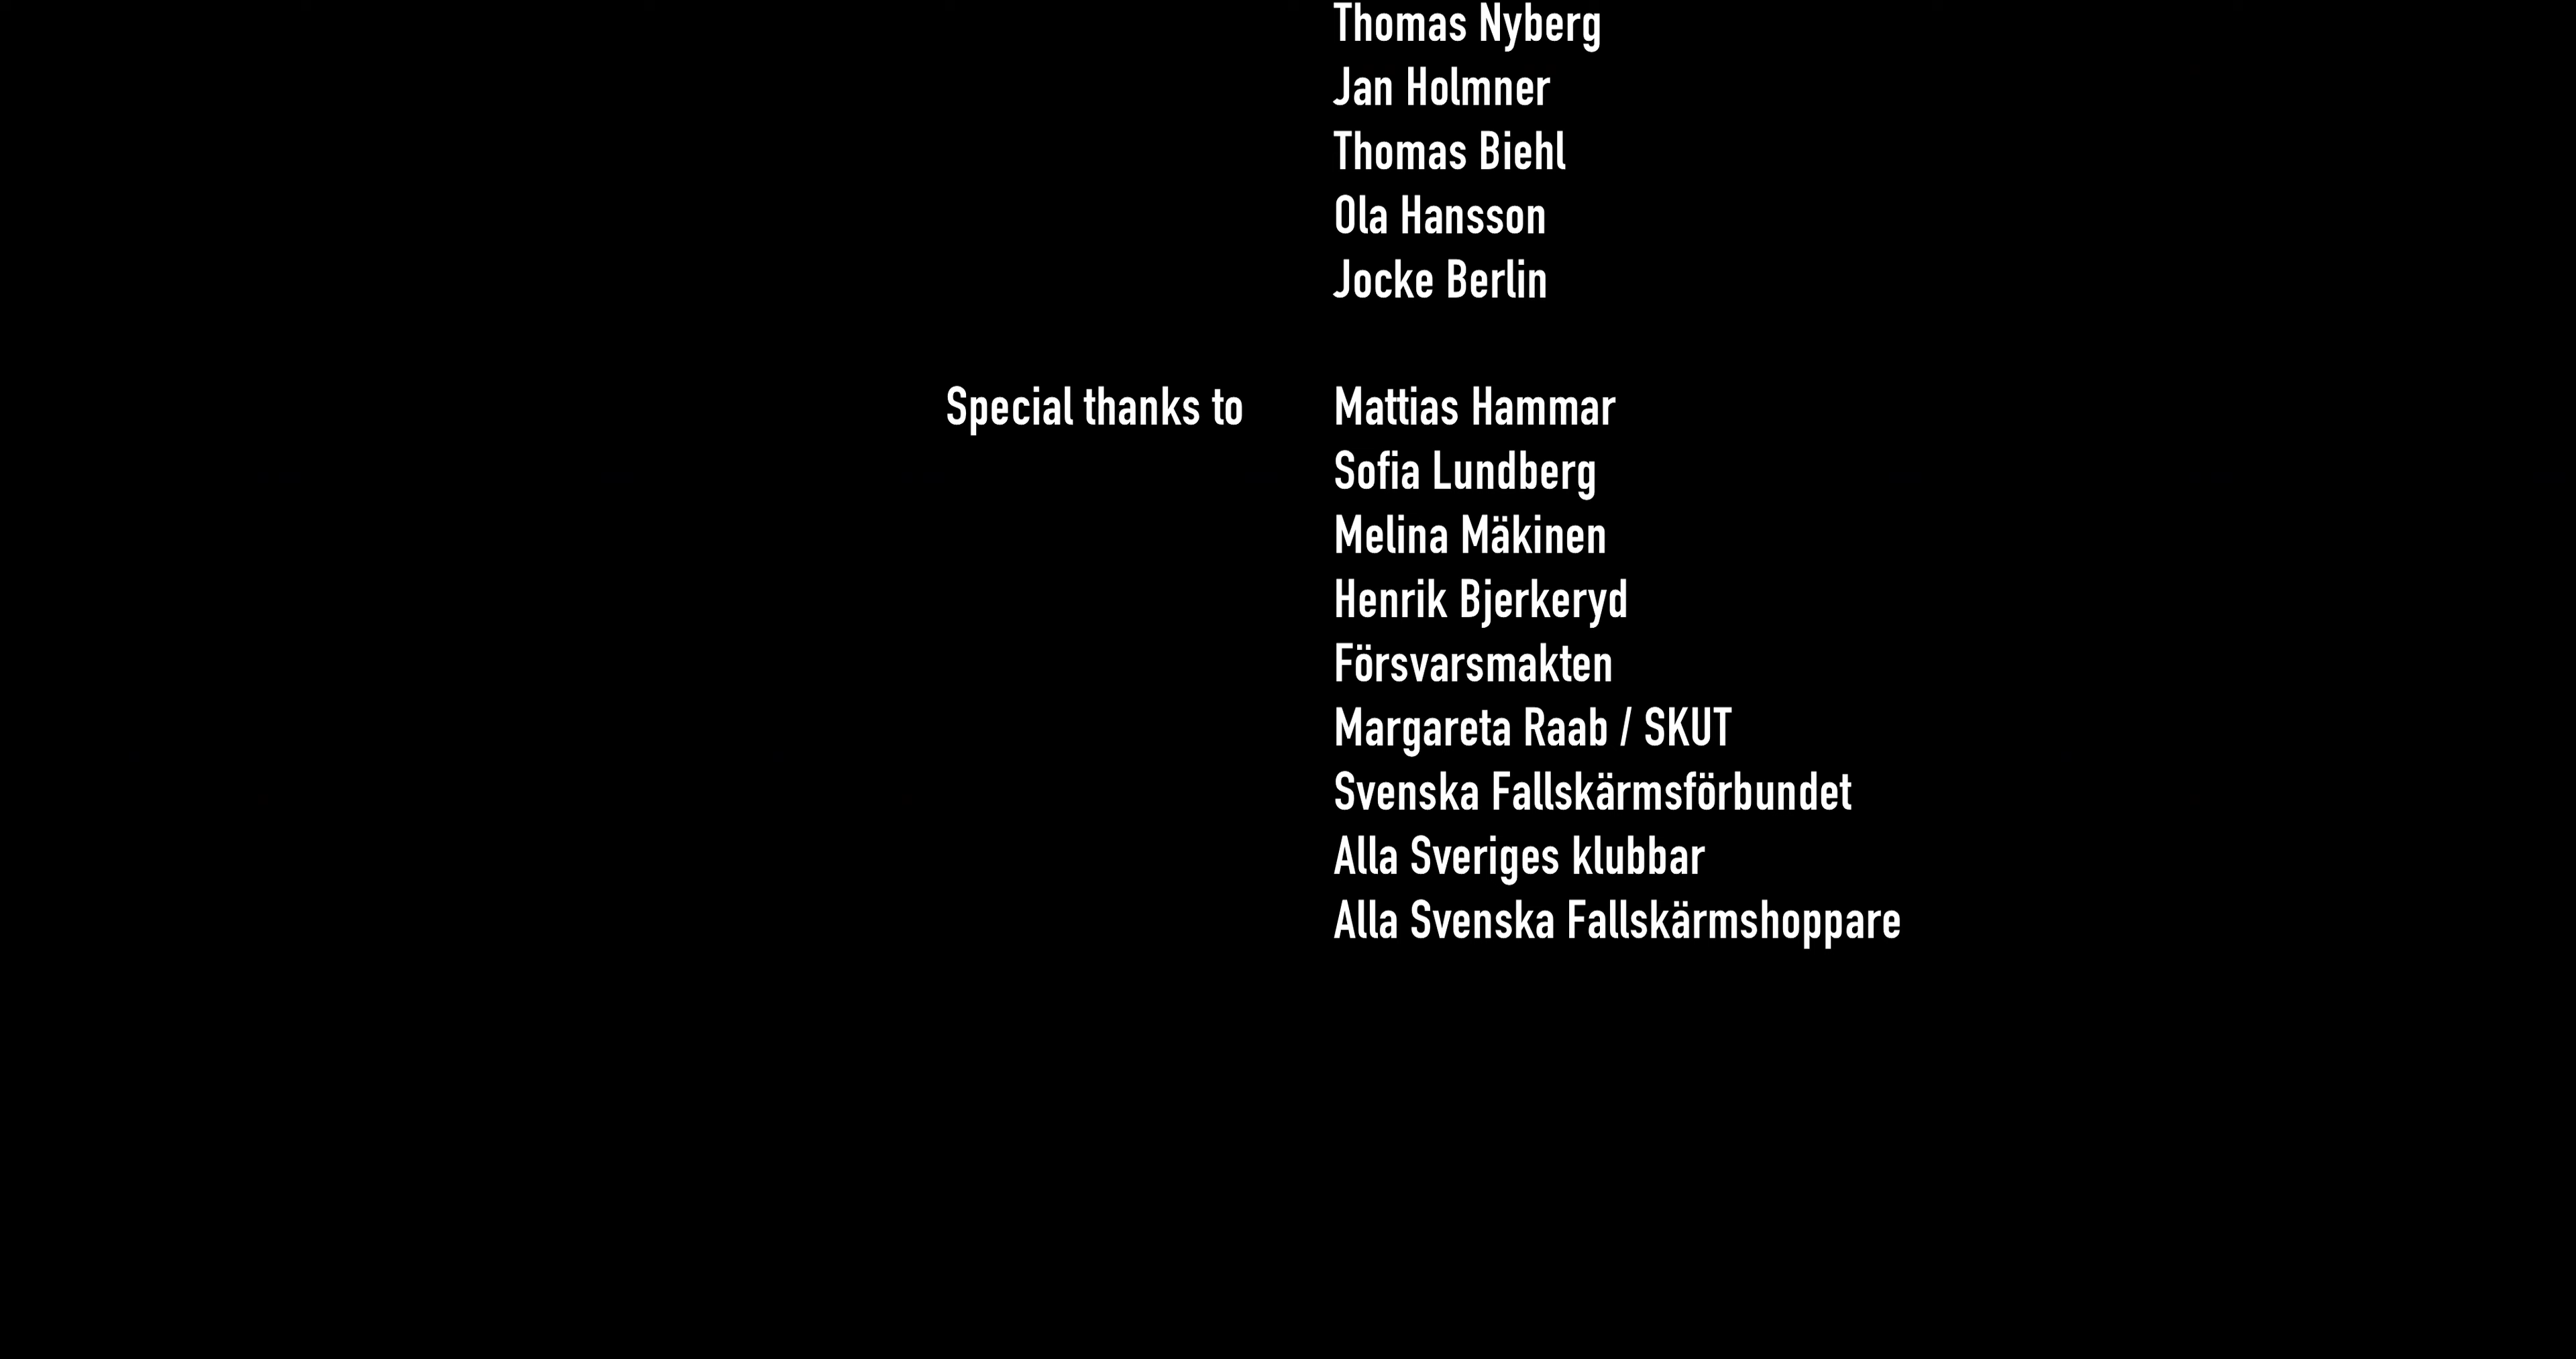 Thomas Nyberg
Jan Holmner
Thomas Biehl
Ola Hansson
Jocke Berlin
Special thanks to Mattias Hammar
Sofia Lundberg
Melina Mäkinen
Henrik Bjerkeryd
Försvarsmakten
Margareta Raab / SKUT
Svenska Fallskärmsförbundet
Alla Sveriges klubbar
Alla Svenska Fallskärmshoppare